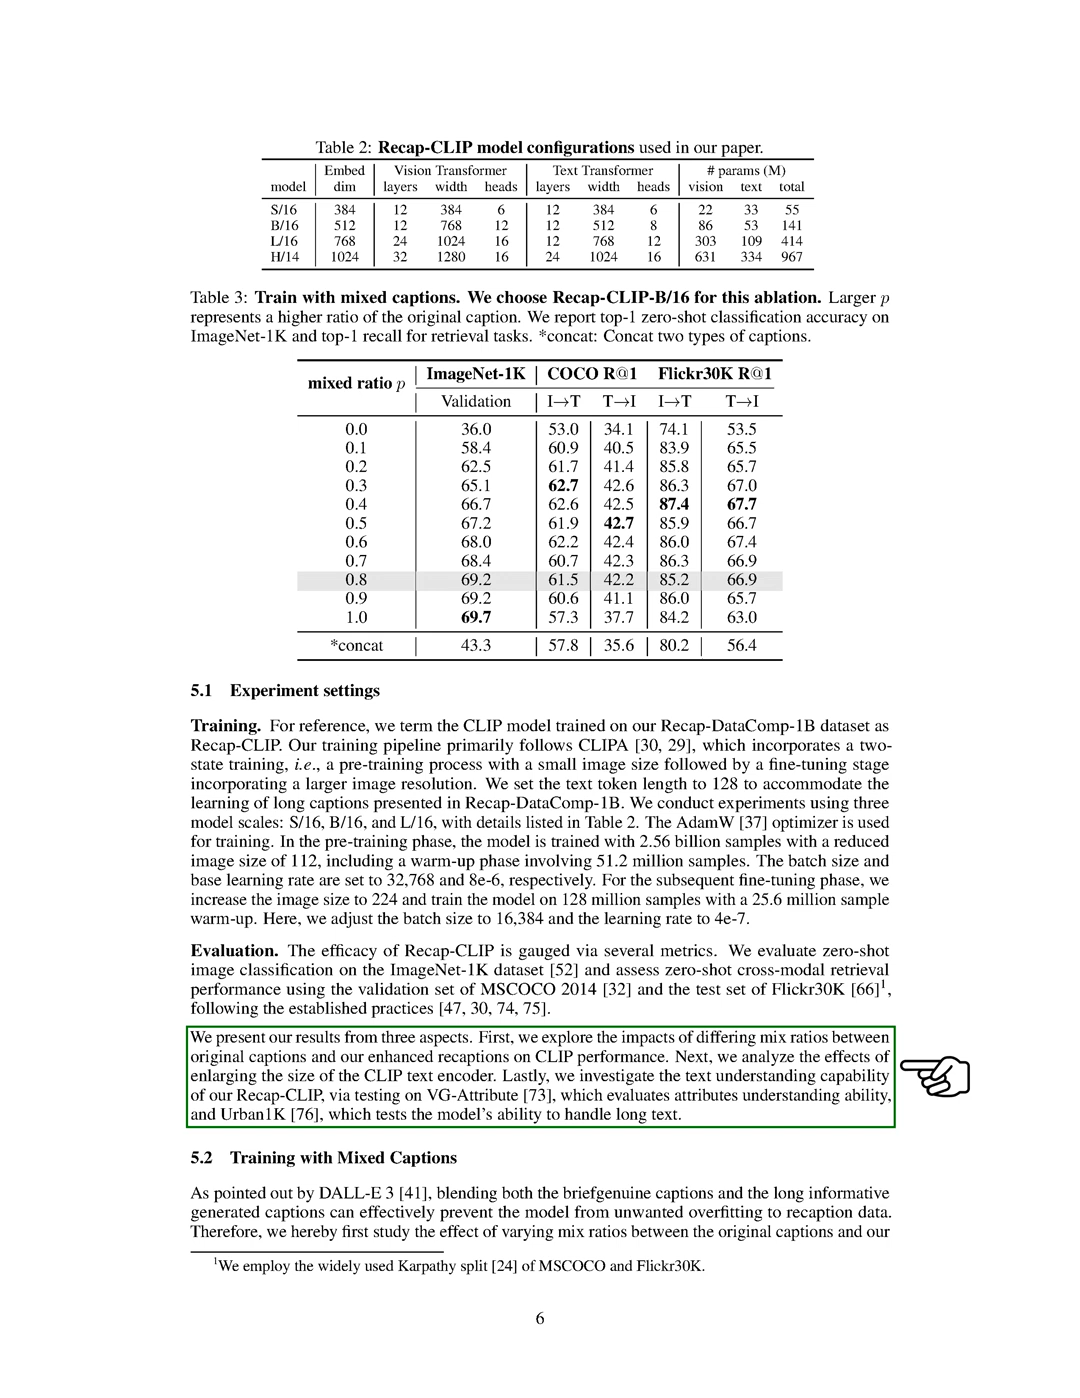 Table 2: Recap-CLIP model configurations used in our paper.
Embed Vision Transformer Text Transformer # params (M)
model dim layers width heads layers width heads vision text total
S/16 384 12 384 6 12 384 6 22 33 55
B/16 512 12 768 12 12 512 8 86 53 141
L/16 768 24 1024 16 12 768 12 303 109 414
H/14 1024 32 1280 16 24 1024 16 631 334 967
Table 3: Train with mixed captions. We choose Recap-CLIP-B/16 for this ablation. Larger p
represents a higher ratio of the original caption. We report top-1 zero-shot classification accuracy on
ImageNet-1K and top-1 recall for retrieval tasks. *concat: Concat two types of captions.
mixed ratio p ImageNet-1K COCO R@1 Flickr30K R@1
Validation I→T T→I I→T T→I
0.0 36.0 53.0 34.1 74.1 53.5
0.1 58.4 60.9 40.5 83.9 65.5
0.2 62.5 61.7 41.4 85.8 65.7
0.3 65.1 62.7 42.6 86.3 67.0
0.4 66.7 62.6 42.5 87.4 67.7
0.5 67.2 61.9 42.7 85.9 66.7
0.6 68.0 62.2 42.4 86.0 67.4
0.7 68.4 60.7 42.3 86.3 66.9
0.8 69.2 61.5 42.2 85.2 66.9
0.9 69.2 60.6 41.1 86.0 65.7
1.0 69.7 57.3 37.7 84.2 63.0
*concat 43.3 57.8 35.6 80.2 56.4
5.1 Experiment settings
Training. For reference, we term the CLIP model trained on our Recap-DataComp-1B dataset as
Recap-CLIP. Our training pipeline primarily follows CLIPA [30, 29], which incorporates a two-
state training, i.e., a pre-training process with a small image size followed by a fine-tuning stage
incorporating a larger image resolution. We set the text token length to 128 to accommodate the
learning of long captions presented in Recap-DataComp-1B. We conduct experiments using three
model scales: S/16, B/16, and L/16, with details listed in Table 2. The AdamW [37] optimizer is used
for training. In the pre-training phase, the model is trained with 2.56 billion samples with a reduced
image size of 112, including a warm-up phase involving 51.2 million samples. The batch size and
base learning rate are set to 32,768 and 8e-6, respectively. For the subsequent fine-tuning phase, we
increase the image size to 224 and train the model on 128 million samples with a 25.6 million sample
warm-up. Here, we adjust the batch size to 16,384 and the learning rate to 4e-7.
Evaluation. The efficacy of Recap-CLIP is gauged via several metrics. We evaluate zero-shot
image classification on the ImageNet-1K dataset [52] and assess zero-shot cross-modal retrieval
performance using the validation set of MSCOCO 2014 [32] and the test set of Flickr30K [66]¹,
following the established practices [47, 30, 74, 75].
We present our results from three aspects. First, we explore the impacts of differing mix ratios between
original captions and our enhanced recaptions on CLIP performance. Next, we analyze the effects of
enlarging the size of the CLIP text encoder. Lastly, we investigate the text understanding capability
of our Recap-CLIP, via testing on VG-Attribute [73], which evaluates attributes understanding ability,
and Urban1K [76], which tests the model's ability to handle long text.
5.2 Training with Mixed Captions
As pointed out by DALL-E 3 [41], blending both the briefgenuine captions and the long informative
generated captions can effectively prevent the model from unwanted overfitting to recaption data.
Therefore, we hereby first study the effect of varying mix ratios between the original captions and our
¹We employ the widely used Karpathy split [24] of MSCOCO and Flickr30K.
6